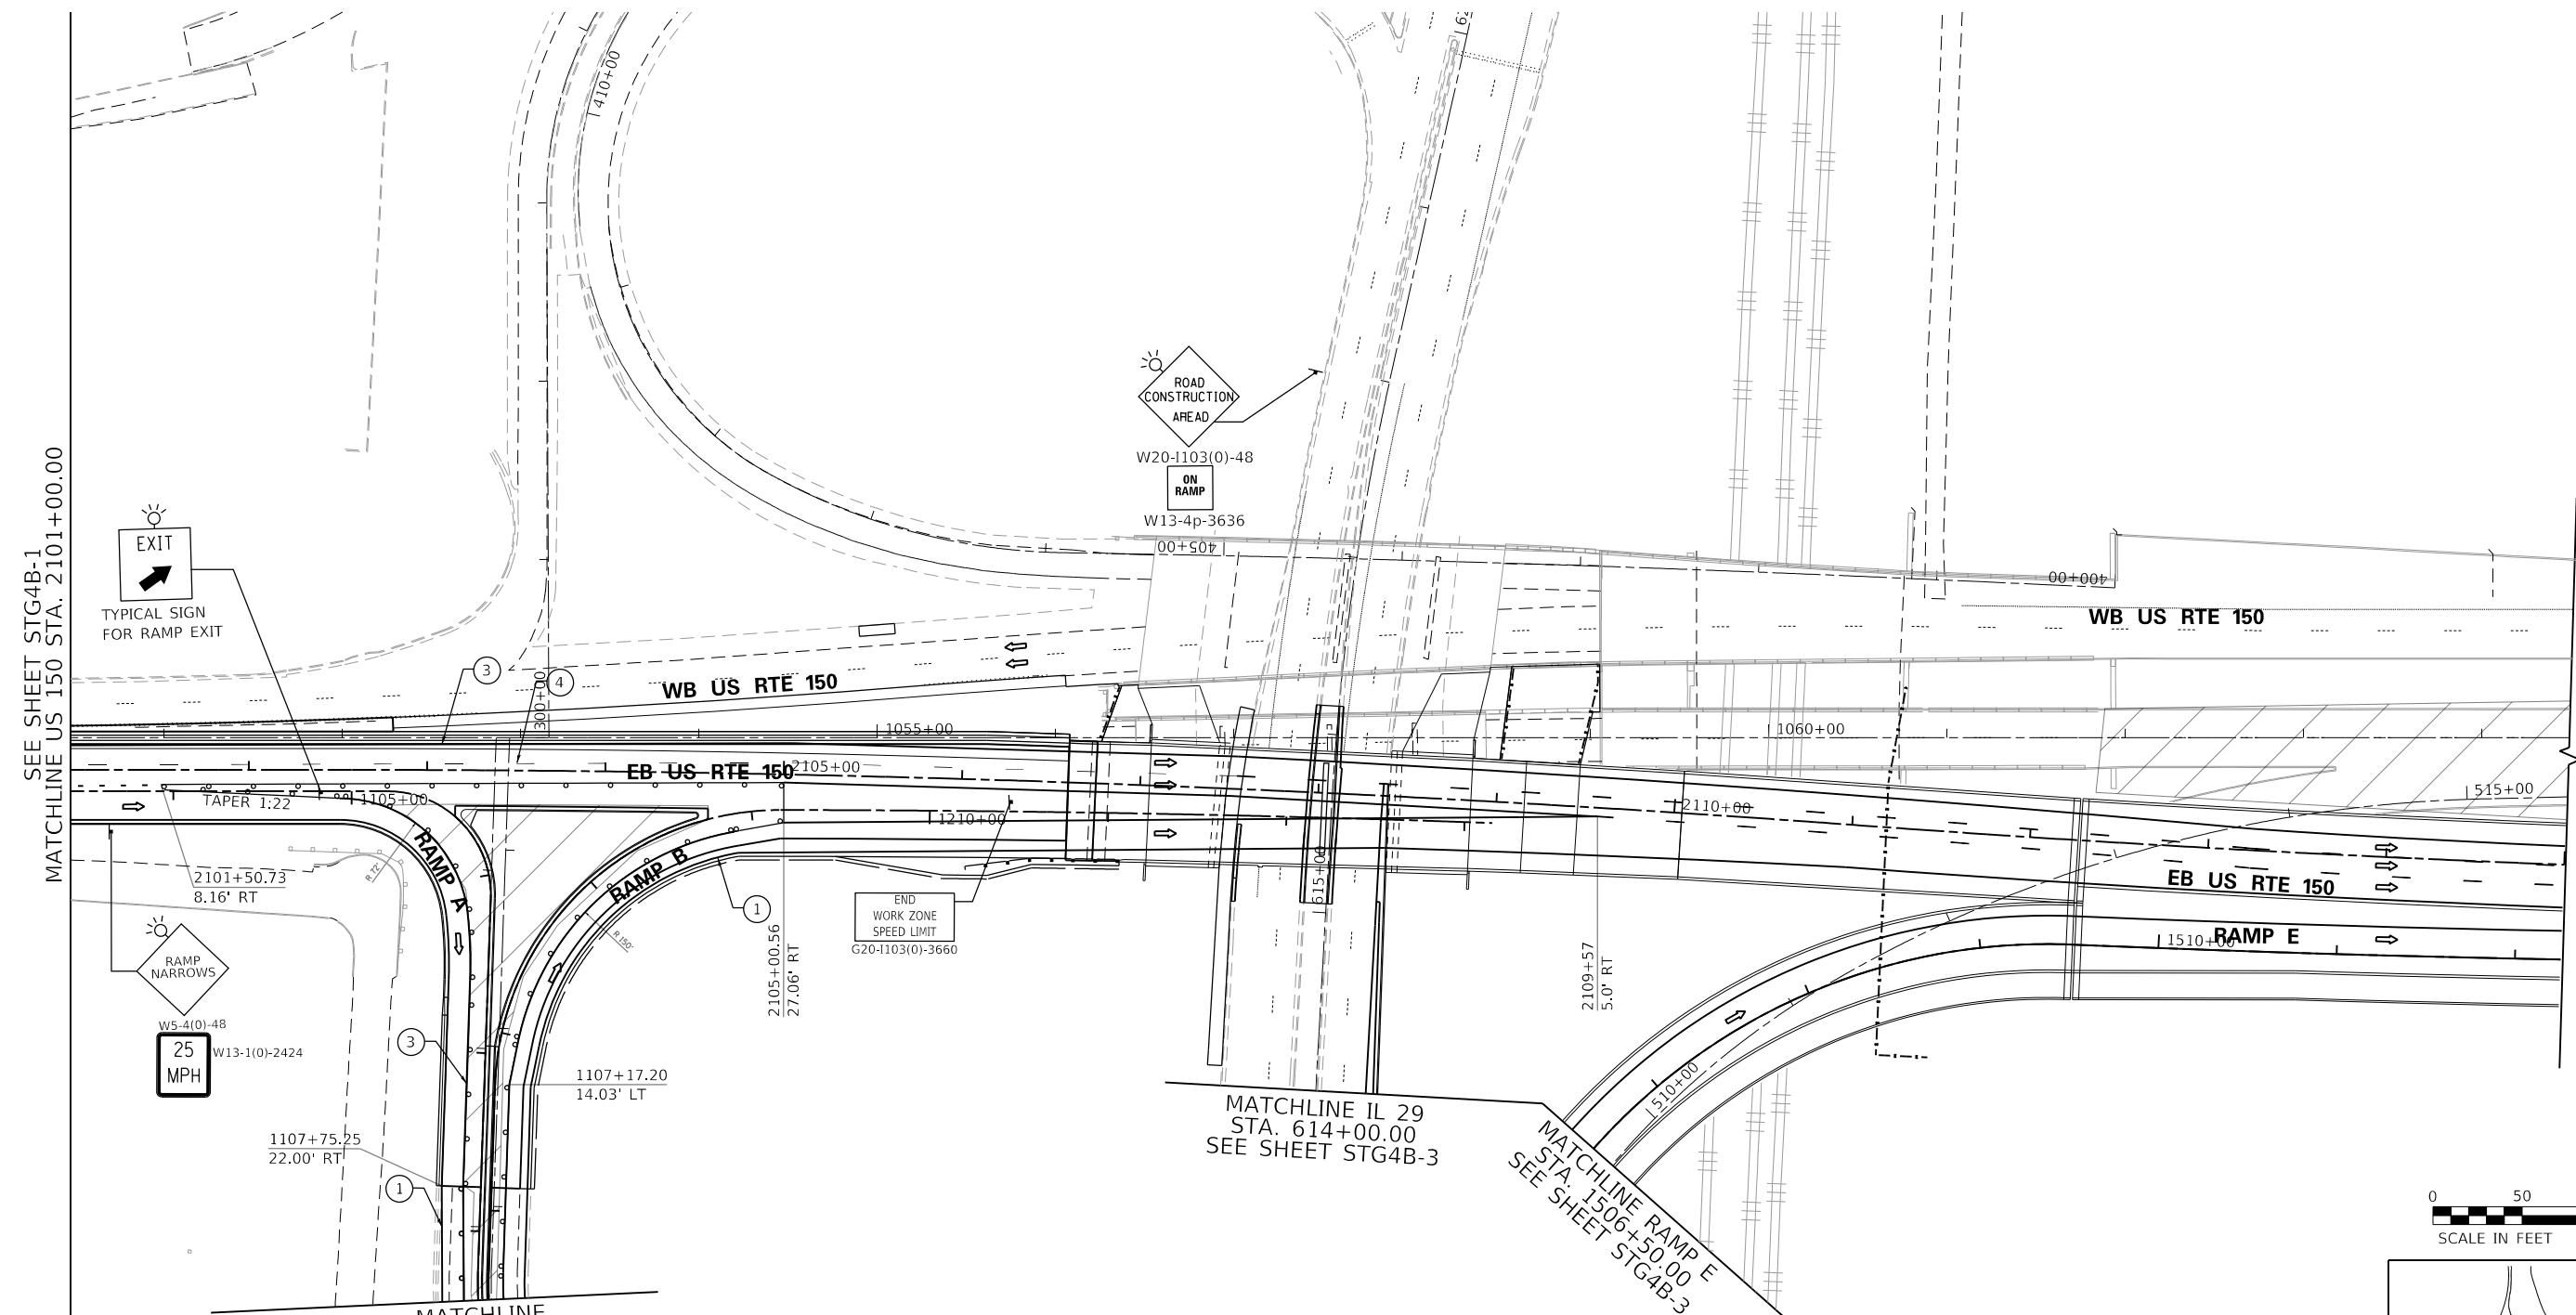 410+00
62
SEE SHEET STG4B-1
MATCHLINE US 150 STA. 2101+00.00
EXIT
TYPICAL SIGN
FOR RAMP EXIT
ROAD
CONSTRUCTION
AHEAD
W20-I103(0)-48
ON
RAMP
W13-4p-3636
405+00
400+00
WB US RTE 150
3
4
300+00
WB US RTE 150
1055+00
1060+00
EB US RTE 150
2105+00
515+00
TAPER 1:22
1105+00
1210+00
2110+00
RAMP A
RAMP B
R 72'
R 150'
2101+50.73
8.16' RT
1
2105+00.56
27.06' RT
END
WORK ZONE
SPEED LIMIT
G20-I103(0)-3660
615+00
2109+57
5.0' RT
EB US RTE 150
RAMP E
1510+00
RAMP
NARROWS
W5-4(0)-48
25
MPH
W13-1(0)-2424
3
1107+17.20
14.03' LT
1107+75.25
22.00' RT
1
510+00
MATCHLINE IL 29
STA. 614+00.00
SEE SHEET STG4B-3
MATCHLINE RAMP E
STA. 1506+50.00
SEE SHEET STG4B-3
0 50
SCALE IN FEET
MATCHLINE